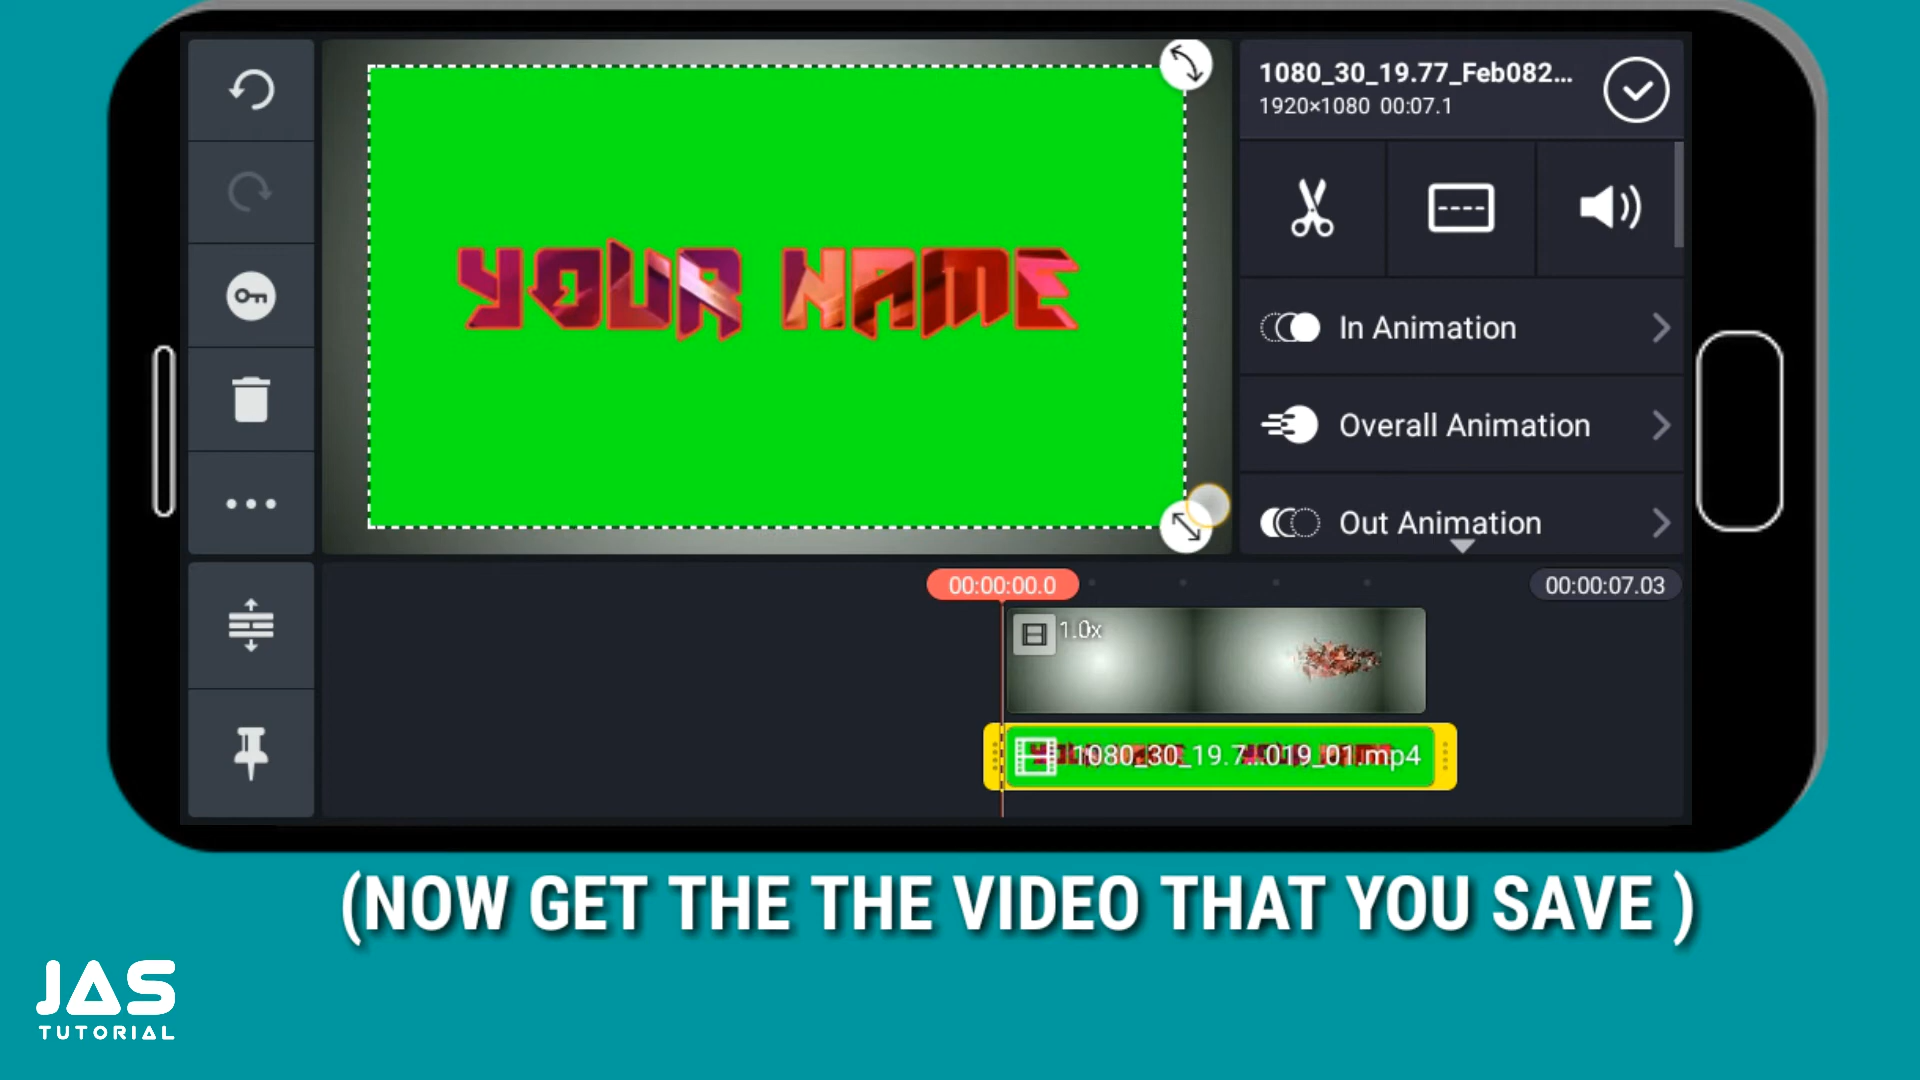 YOUR NAME
1080_30_19.77_Feb082...
1920×1080 00:07.1
In Animation
Overall Animation
Out Animation
00:00:00.0
00:00:07.03
1.0x
1080_30_19.7...019_01.mp4
(NOW GET THE THE VIDEO THAT YOU SAVE )
JAS
TUTORIAL